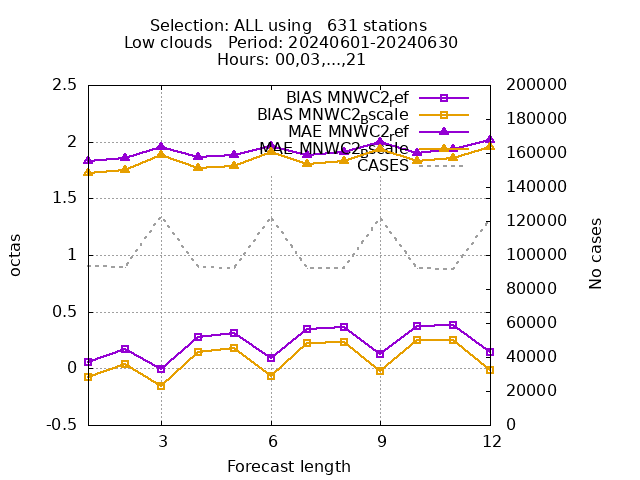 Selection: ALL using   631 stations
Low clouds   Period: 20240601-20240630
Hours: 00,03,...,21
2.5
2
1.5
1
0.5
0
-0.5
200000
180000
160000
140000
120000
100000
80000
60000
40000
20000
0
BIAS MNWC2_ref
BIAS MNWC2_pscale
MAE MNWC2_ref
MAE MNWC2_pscale
CASES
octas
No cases
3
6
9
12
Forecast length